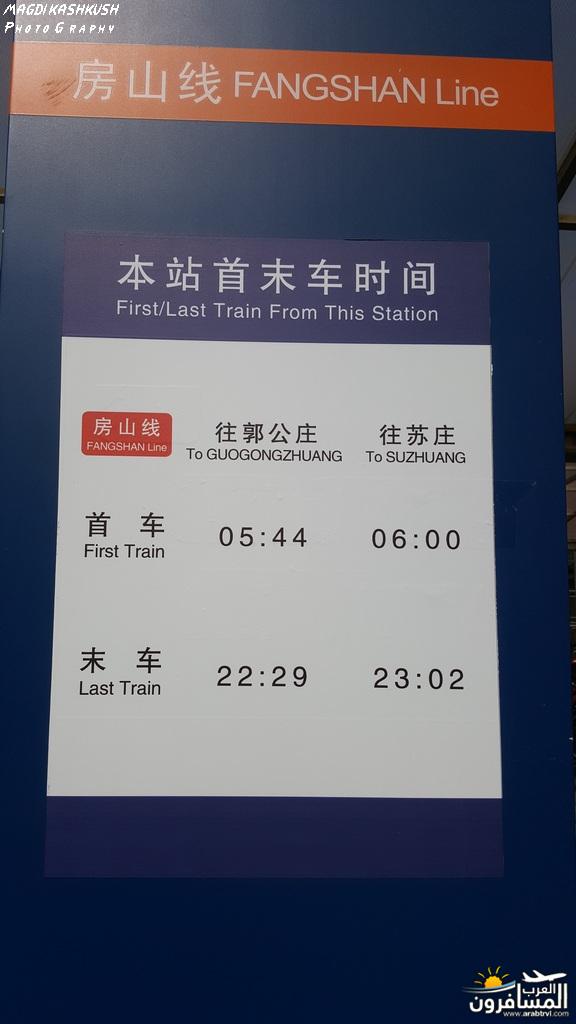 MAGDI KASHKUSH
PHOTO GRAPHY
房山线 FANGSHAN Line
本站首末车时间
First/Last Train From This Station
房山线
FANGSHAN Line
往郭公庄
To GUOGONGZHUANG
往苏庄
To SUZHUANG
首 车
First Train
05:44
06:00
末 车
Last Train
22:29
23:02
العرب
المسافرون
www.arabtrvl.com